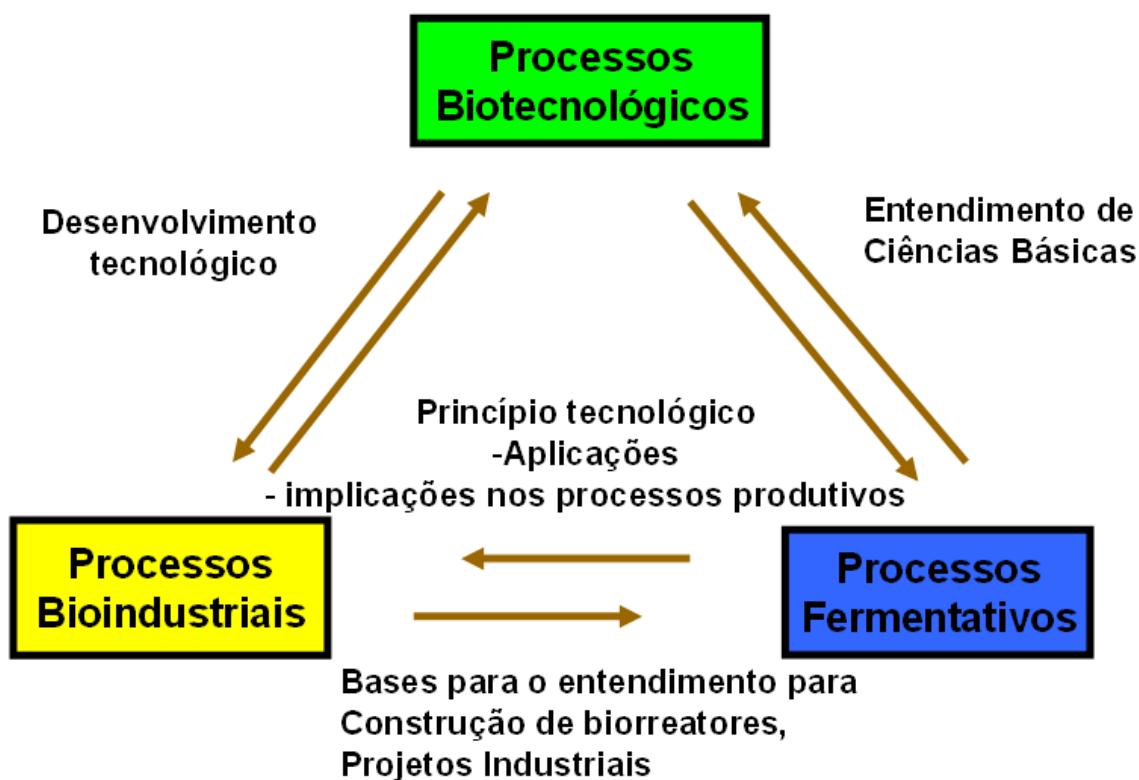 Processos
Biotecnológicos
Desenvolvimento
tecnológico
Entendimento de
Ciências Básicas
Princípio tecnológico
-Aplicações
- implicações nos processos produtivos
Processos
Bioindustriais
Processos
Fermentativos
Bases para o entendimento para
Construção de biorreatores,
Projetos Industriais